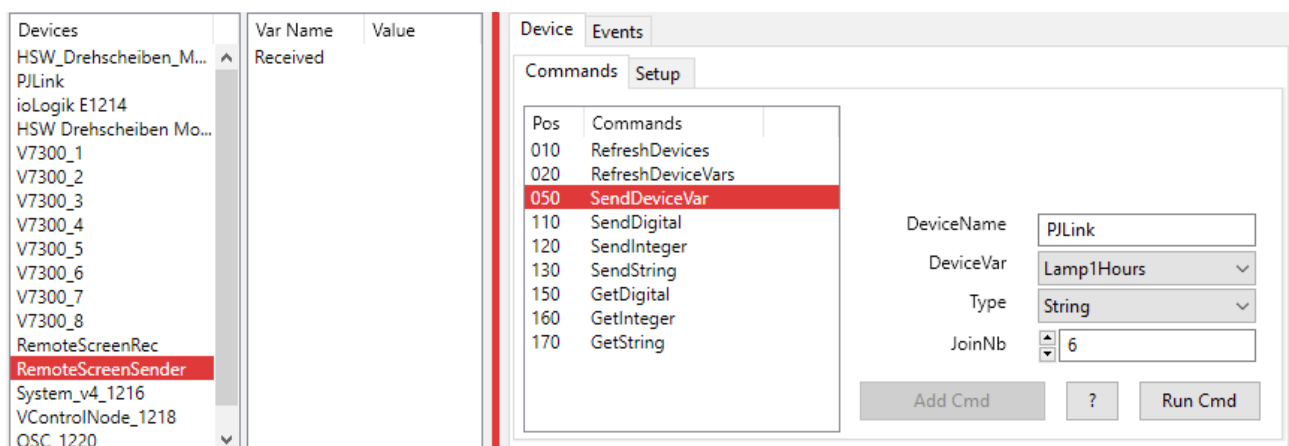 Devices
HSW_Drehscheiben_M...
PJLink
ioLogik E1214
HSW Drehscheiben Mo...
V7300_1
V7300_2
V7300_3
V7300_4
V7300_5
V7300_6
V7300_7
V7300_8
RemoteScreenRec
RemoteScreenSender
System_v4_1216
VControlNode_1218
OSC_1220
Var Name Value
Received
Device Events
Commands Setup
Pos Commands
010 RefreshDevices
020 RefreshDeviceVars
050 SendDeviceVar
110 SendDigital
120 SendInteger
130 SendString
150 GetDigital
160 GetInteger
170 GetString
DeviceName PJLink
DeviceVar Lamp1Hours
Type String
JoinNb 6
Add Cmd ? Run Cmd